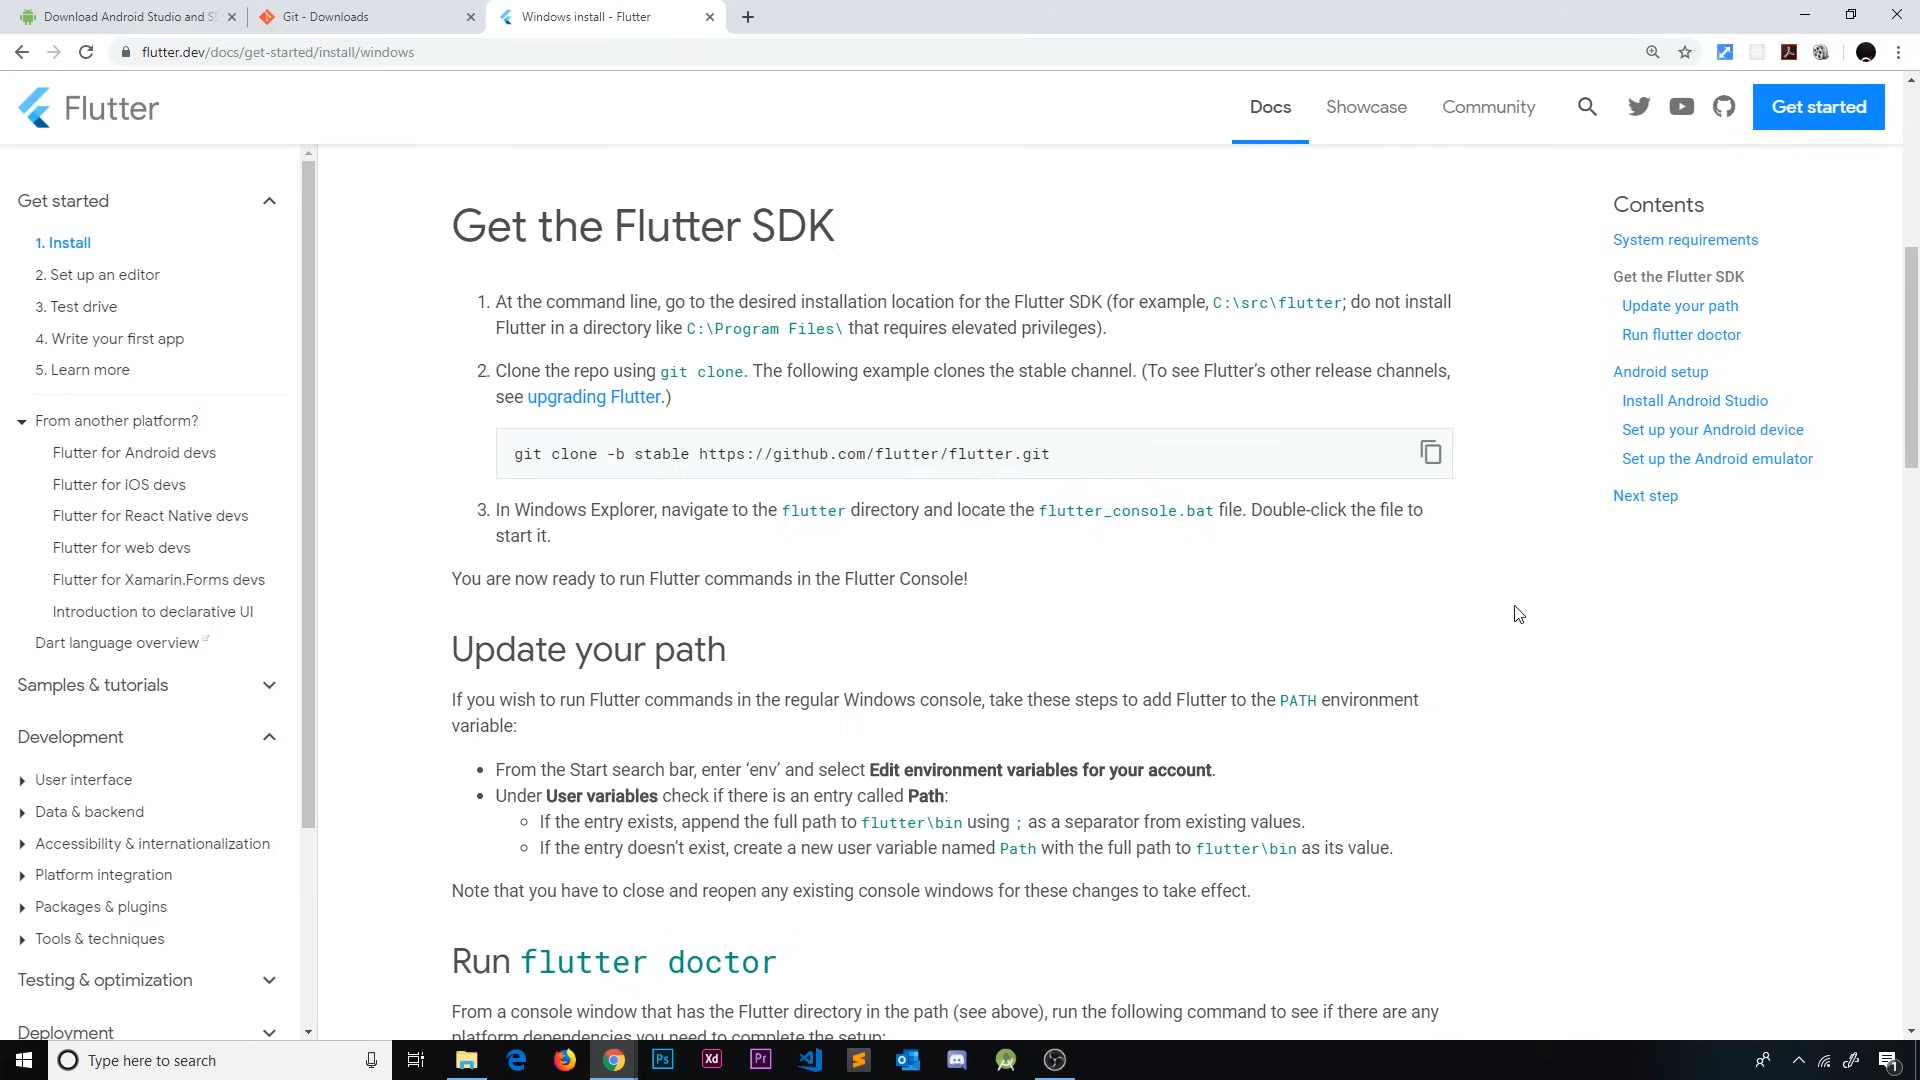 Download Android Studio and S
Git - Downloads
Windows install - Flutter
flutter.dev/docs/get-started/install/windows
Flutter
Docs
Showcase
Community
Get started
Get started
1. Install
2. Set up an editor
3. Test drive
4. Write your first app
5. Learn more
From another platform?
Flutter for Android devs
Flutter for iOS devs
Flutter for React Native devs
Flutter for web devs
Flutter for Xamarin.Forms devs
Introduction to declarative UI
Dart language overview
Samples & tutorials
Development
User interface
Data & backend
Accessibility & internationalization
Platform integration
Packages & plugins
Tools & techniques
Testing & optimization
Deployment
Get the Flutter SDK
1. At the command line, go to the desired installation location for the Flutter SDK (for example, C:\src\flutter; do not install
Flutter in a directory like C:\Program Files\ that requires elevated privileges).
2. Clone the repo using git clone. The following example clones the stable channel. (To see Flutter’s other release channels,
see upgrading Flutter.)
git clone -b stable https://github.com/flutter/flutter.git
3. In Windows Explorer, navigate to the flutter directory and locate the flutter_console.bat file. Double-click the file to
start it.
You are now ready to run Flutter commands in the Flutter Console!
Update your path
If you wish to run Flutter commands in the regular Windows console, take these steps to add Flutter to the PATH environment
variable:
• From the Start search bar, enter ‘env’ and select Edit environment variables for your account.
• Under User variables check if there is an entry called Path:
◦ If the entry exists, append the full path to flutter\bin using ; as a separator from existing values.
◦ If the entry doesn’t exist, create a new user variable named Path with the full path to flutter\bin as its value.
Note that you have to close and reopen any existing console windows for these changes to take effect.
Run flutter doctor
From a console window that has the Flutter directory in the path (see above), run the following command to see if there are any
platform dependencies you need to complete the setup:
Contents
System requirements
Get the Flutter SDK
Update your path
Run flutter doctor
Android setup
Install Android Studio
Set up your Android device
Set up the Android emulator
Next step
Type here to search
Ps
Xd
Pr
1